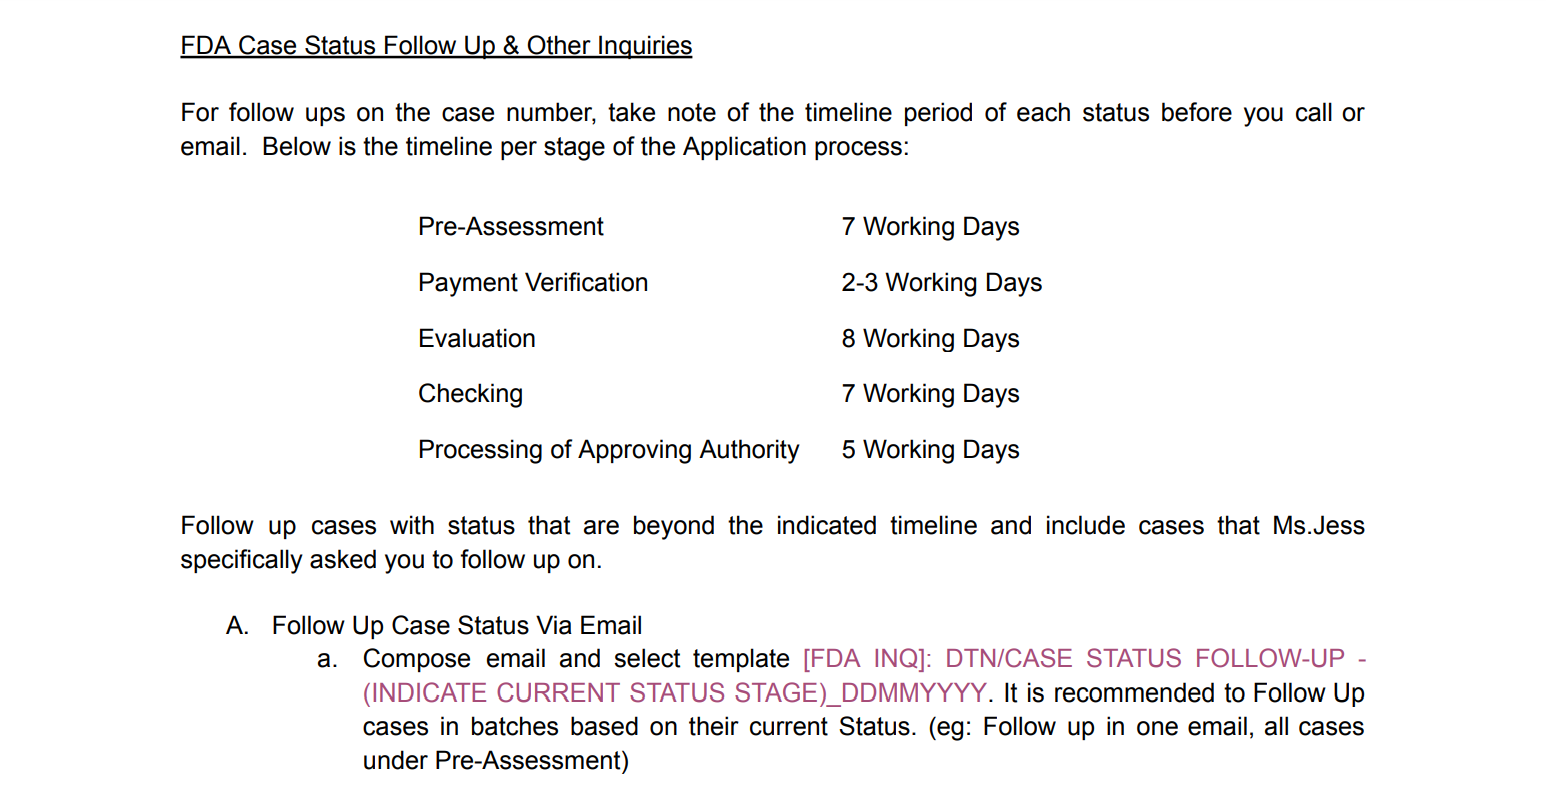 FDA Case Status Follow Up & Other Inquiries
For follow ups on the case number, take note of the timeline period of each status before you call or
email.  Below is the timeline per stage of the Application process:
Pre-Assessment 7 Working Days
Payment Verification 2-3 Working Days
Evaluation 8 Working Days
Checking 7 Working Days
Processing of Approving Authority 5 Working Days
Follow up cases with status that are beyond the indicated timeline and include cases that Ms.Jess
specifically asked you to follow up on.
A. Follow Up Case Status Via Email
a. Compose email and select template [FDA INQ]: DTN/CASE STATUS FOLLOW-UP -
(INDICATE CURRENT STATUS STAGE)_DDMMYYYY. It is recommended to Follow Up
cases in batches based on their current Status. (eg: Follow up in one email, all cases
under Pre-Assessment)